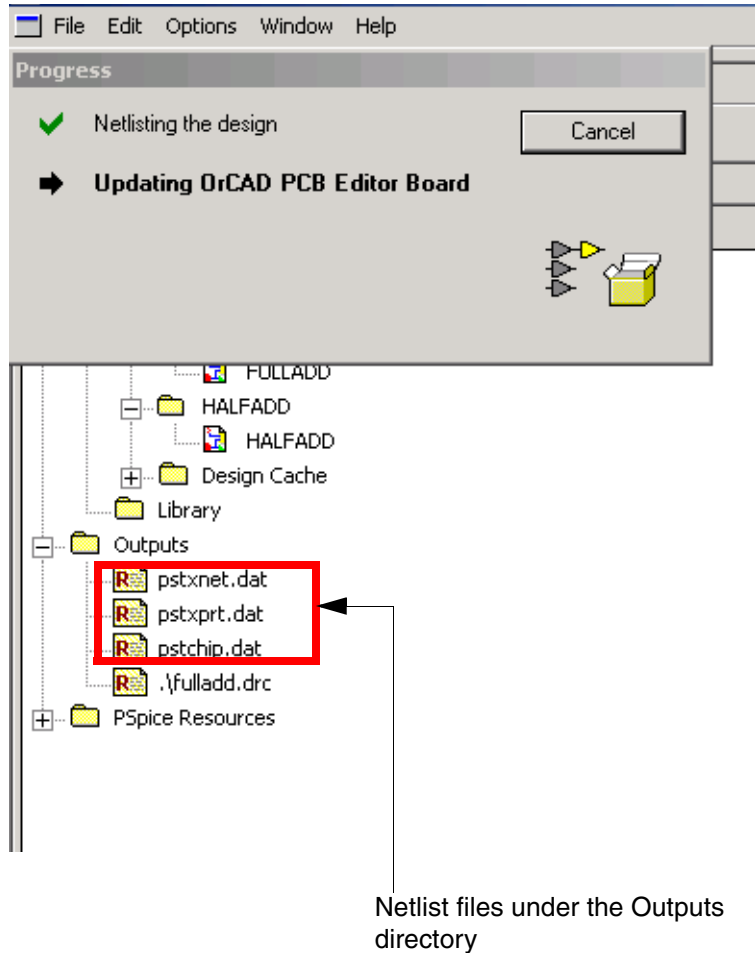 File Edit Options Window Help
Progress
Netlisting the design
Cancel
Updating OrCAD PCB Editor Board
FULLADD
HALFADD
HALFADD
Design Cache
Library
Outputs
pstxnet.dat
pstxprt.dat
pstchip.dat
.\fulladd.drc
PSpice Resources
Netlist files under the Outputs
directory